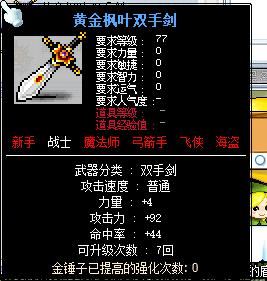 黄金枫叶双手剑
要求等级 : 77
要求力量 : 0
要求敏捷 : 0
要求智力 : 0
要求运气 : 0
要求人气度 : -
道具等级 : -
道具经验值 : -
新手 战士 魔法师 弓箭手 飞侠 海盗
武器分类 : 双手剑
攻击速度 : 普通
力量 : +4
攻击力 : +92
命中率 : +44
可升级次数 : 7回
金锤子已提高的强化次数: 0